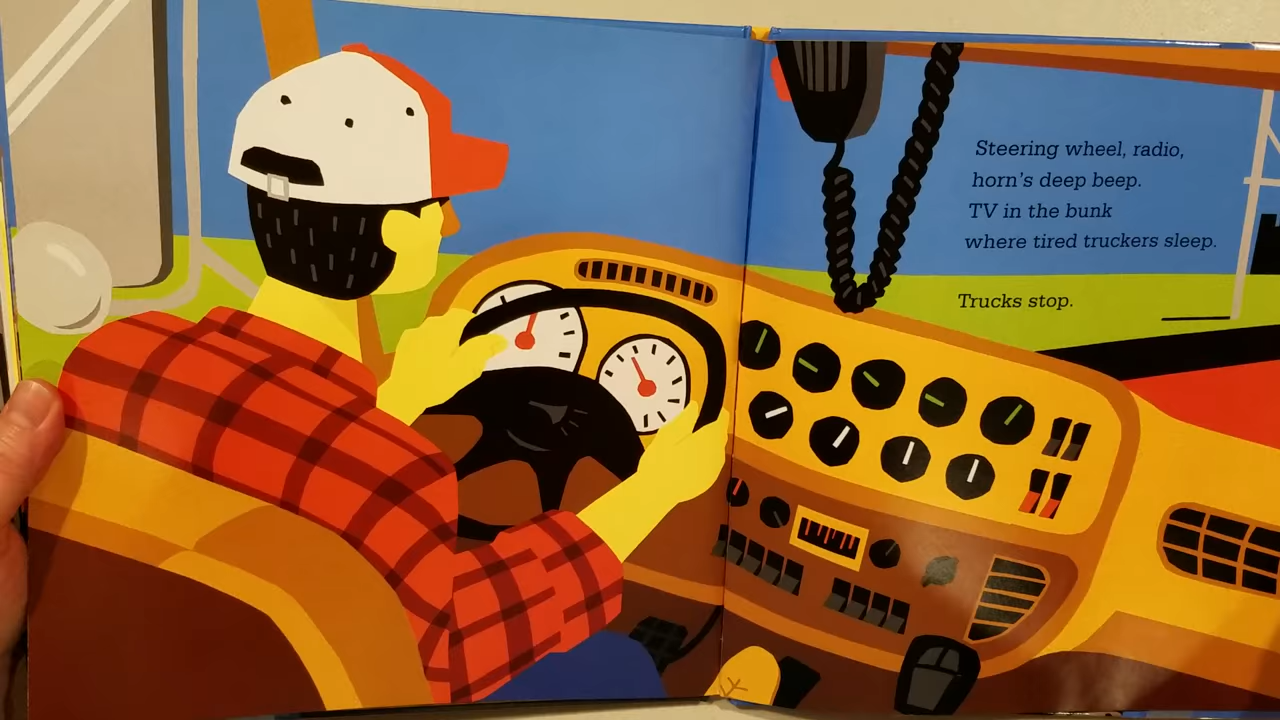 Steering wheel, radio,
horn's deep beep.
TV in the bunk
where tired truckers sleep.
Trucks stop.